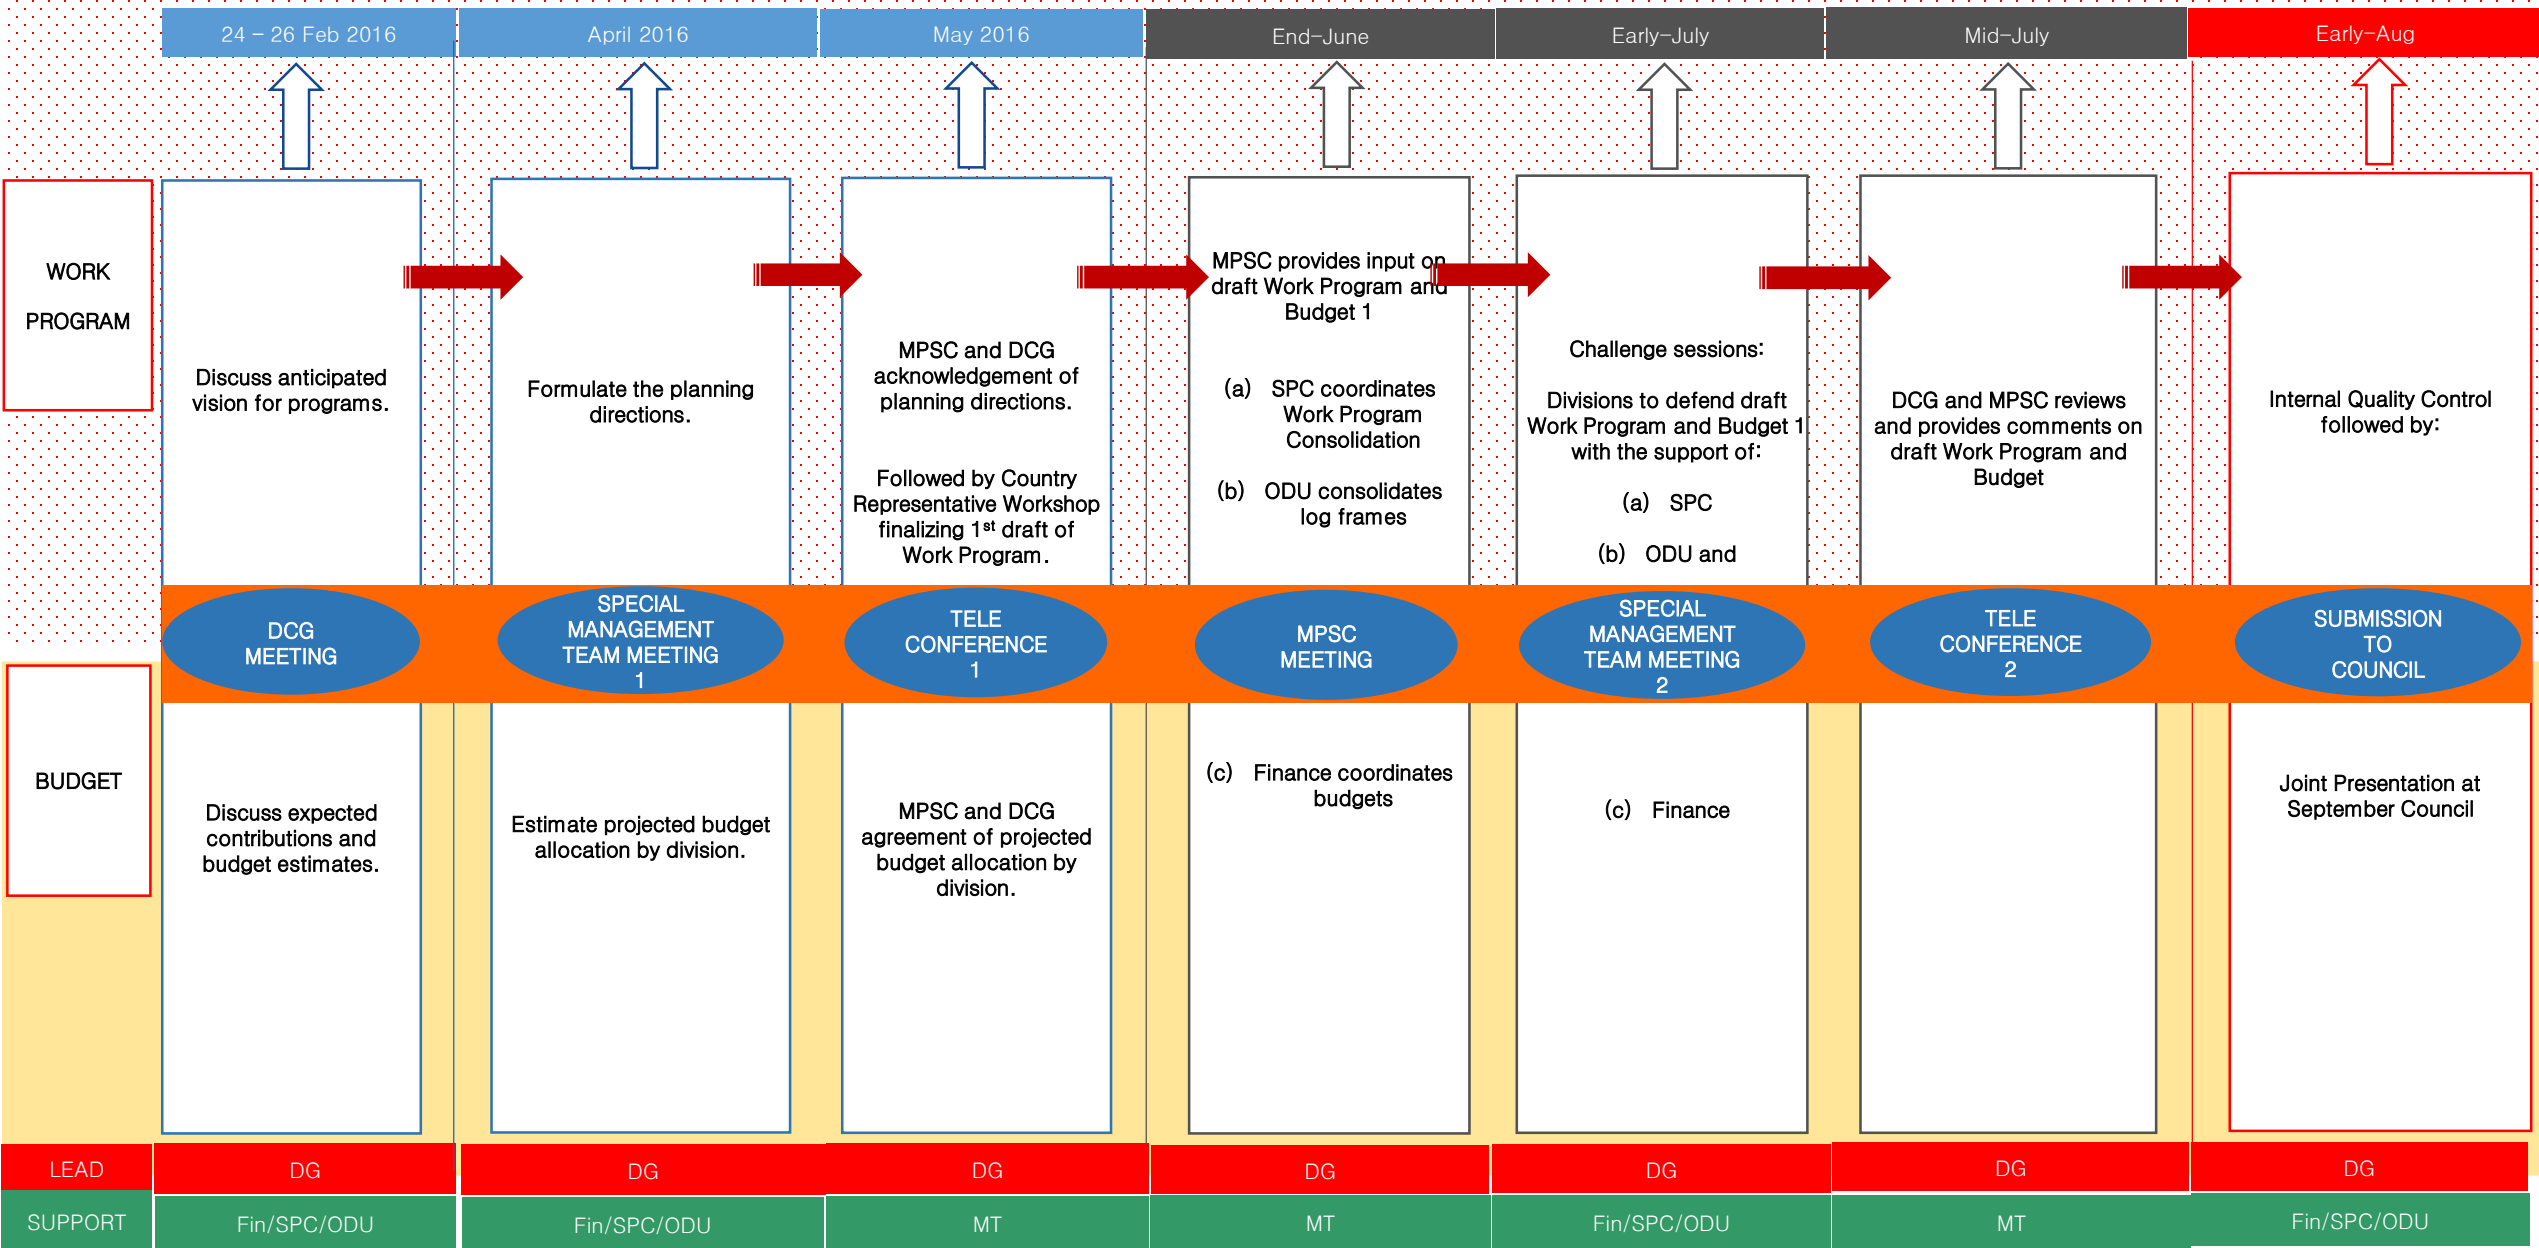 24 – 26 Feb 2016
April 2016
May 2016
End–June
Early–July
Mid–July
Early–Aug
WORK
PROGRAM
Discuss anticipated
vision for programs.
Formulate the planning
directions.
MPSC and DCG
acknowledgement of
planning directions.
Followed by Country
Representative Workshop
finalizing 1st draft of
Work Program.
MPSC provides input on
draft Work Program and
Budget 1
(a) SPC coordinates
Work Program
Consolidation
(b) ODU consolidates
log frames
Challenge sessions:
Divisions to defend draft
Work Program and Budget 1
with the support of:
(a) SPC
(b) ODU and
DCG and MPSC reviews
and provides comments on
draft Work Program and
Budget
Internal Quality Control
followed by:
DCG
MEETING
SPECIAL
MANAGEMENT
TEAM MEETING
1
TELE
CONFERENCE
1
MPSC
MEETING
SPECIAL
MANAGEMENT
TEAM MEETING
2
TELE
CONFERENCE
2
SUBMISSION
TO
COUNCIL
BUDGET
Discuss expected
contributions and
budget estimates.
Estimate projected budget
allocation by division.
MPSC and DCG
agreement of projected
budget allocation by
division.
(c) Finance coordinates
budgets
(c) Finance
Joint Presentation at
September Council
LEAD
DG
DG
DG
DG
DG
DG
DG
SUPPORT
Fin/SPC/ODU
Fin/SPC/ODU
MT
MT
Fin/SPC/ODU
MT
Fin/SPC/ODU